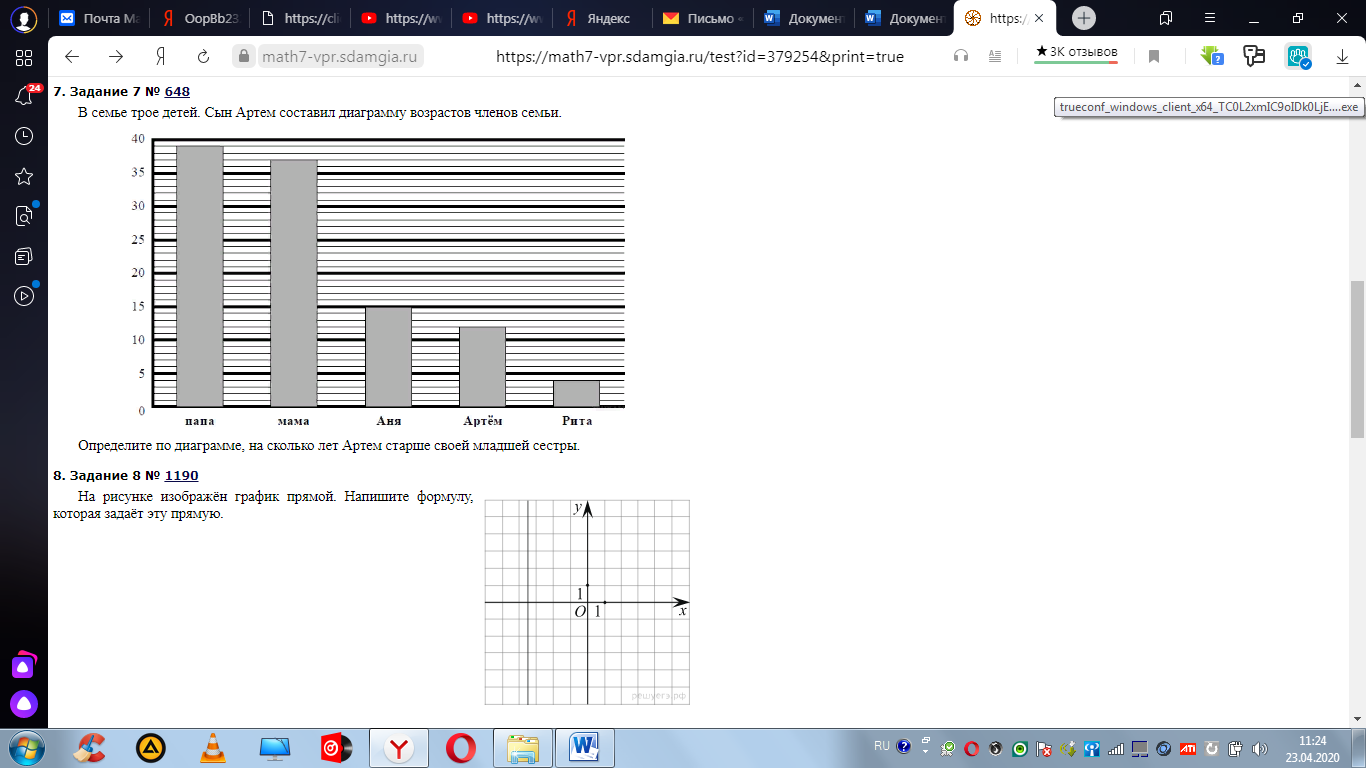 Почта Ма
OopBb23
https://cli
https://ww
https://ww
Яндекс
Письмо «
Документ
Документ
https://
Я
math7-vpr.sdamgia.ru
https://math7-vpr.sdamgia.ru/test?id=379254&print=true
★3K отзывов
24
trueconf_windows_client_x64_TC0L2xmIC9oIDk0LjE....exe
7. Задание 7 № 648
В семье трое детей. Сын Артем составил диаграмму возрастов членов семьи.
40
35
30
25
20
15
10
5
0
папа мама Аня Артём Рита
Определите по диаграмме, на сколько лет Артем старше своей младшей сестры.
8. Задание 8 № 1190
На рисунке изображён график прямой. Напишите формулу,
которая задаёт эту прямую.
y
1
O 1 x
решуегэ.рф
RU
11:24
23.04.2020